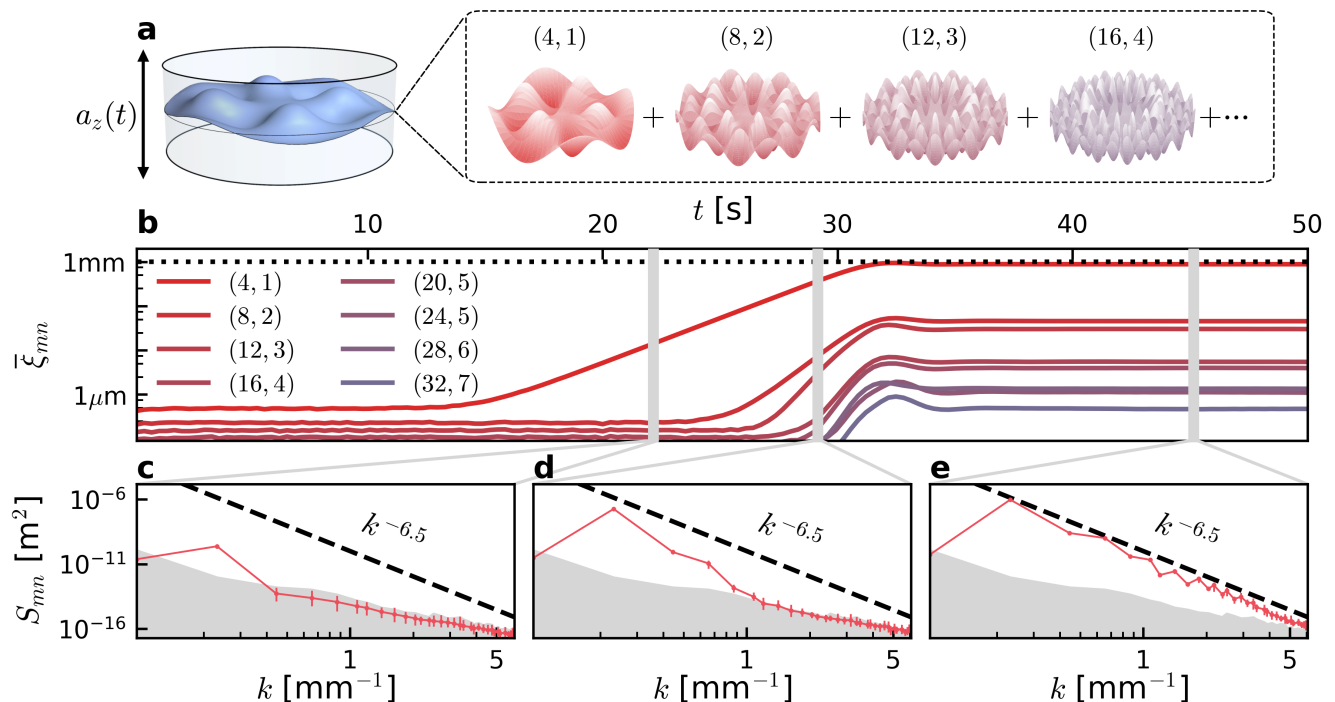 a
a_z(t)
(4, 1) (8, 2) (12, 3) (16, 4)
+ + + +···
b
t [s]
10 20 30 40 50
1mm
1μm
ξ̅_mn
(4, 1) (20, 5)
(8, 2) (24, 5)
(12, 3) (28, 6)
(16, 4) (32, 7)
c d e
S_mn [m²]
10⁻⁶
10⁻¹¹
10⁻¹⁶
k⁻⁶·⁵ k⁻⁶·⁵ k⁻⁶·⁵
1 5 1 5 1 5
k [mm⁻¹] k [mm⁻¹] k [mm⁻¹]